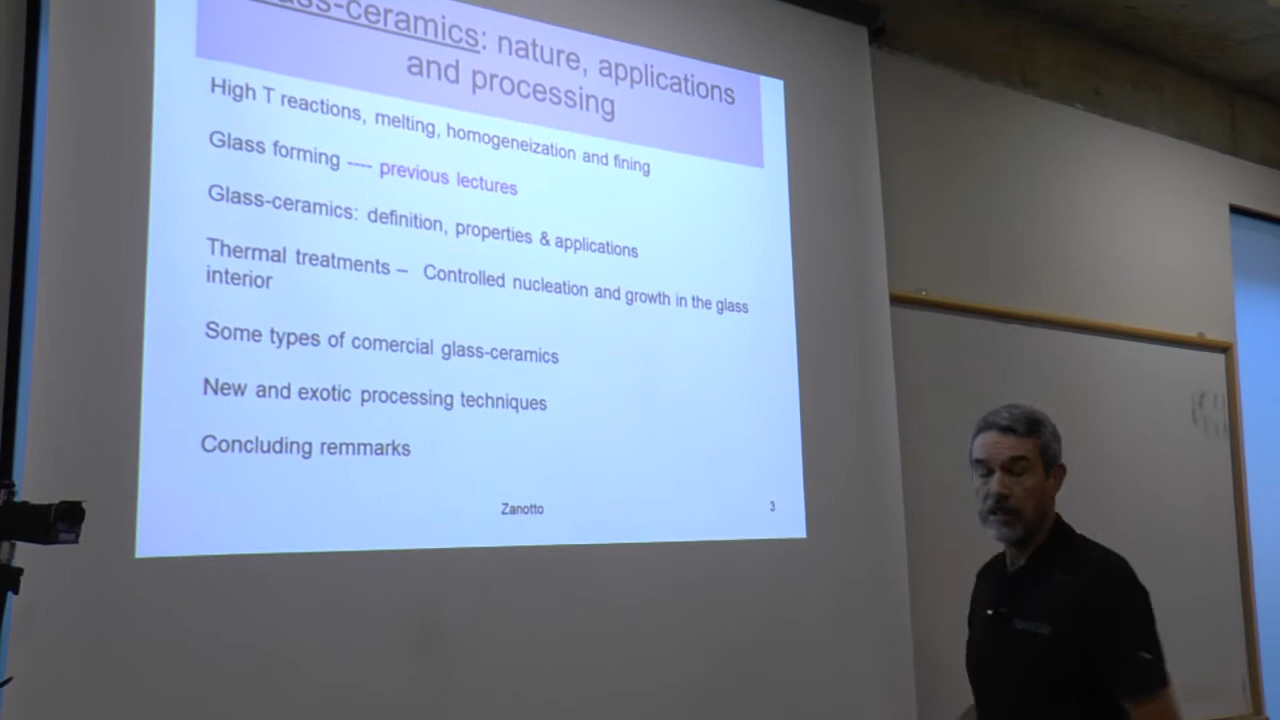 ss-ceramics: nature, applications
and processing
High T reactions, melting, homogeneization and fining
Glass forming ---- previous lectures
Glass-ceramics: definition, properties & applications
Thermal treatments – Controlled nucleation and growth in the glass
interior
Some types of comercial glass-ceramics
New and exotic processing techniques
Concluding remmarks
Zanotto
3